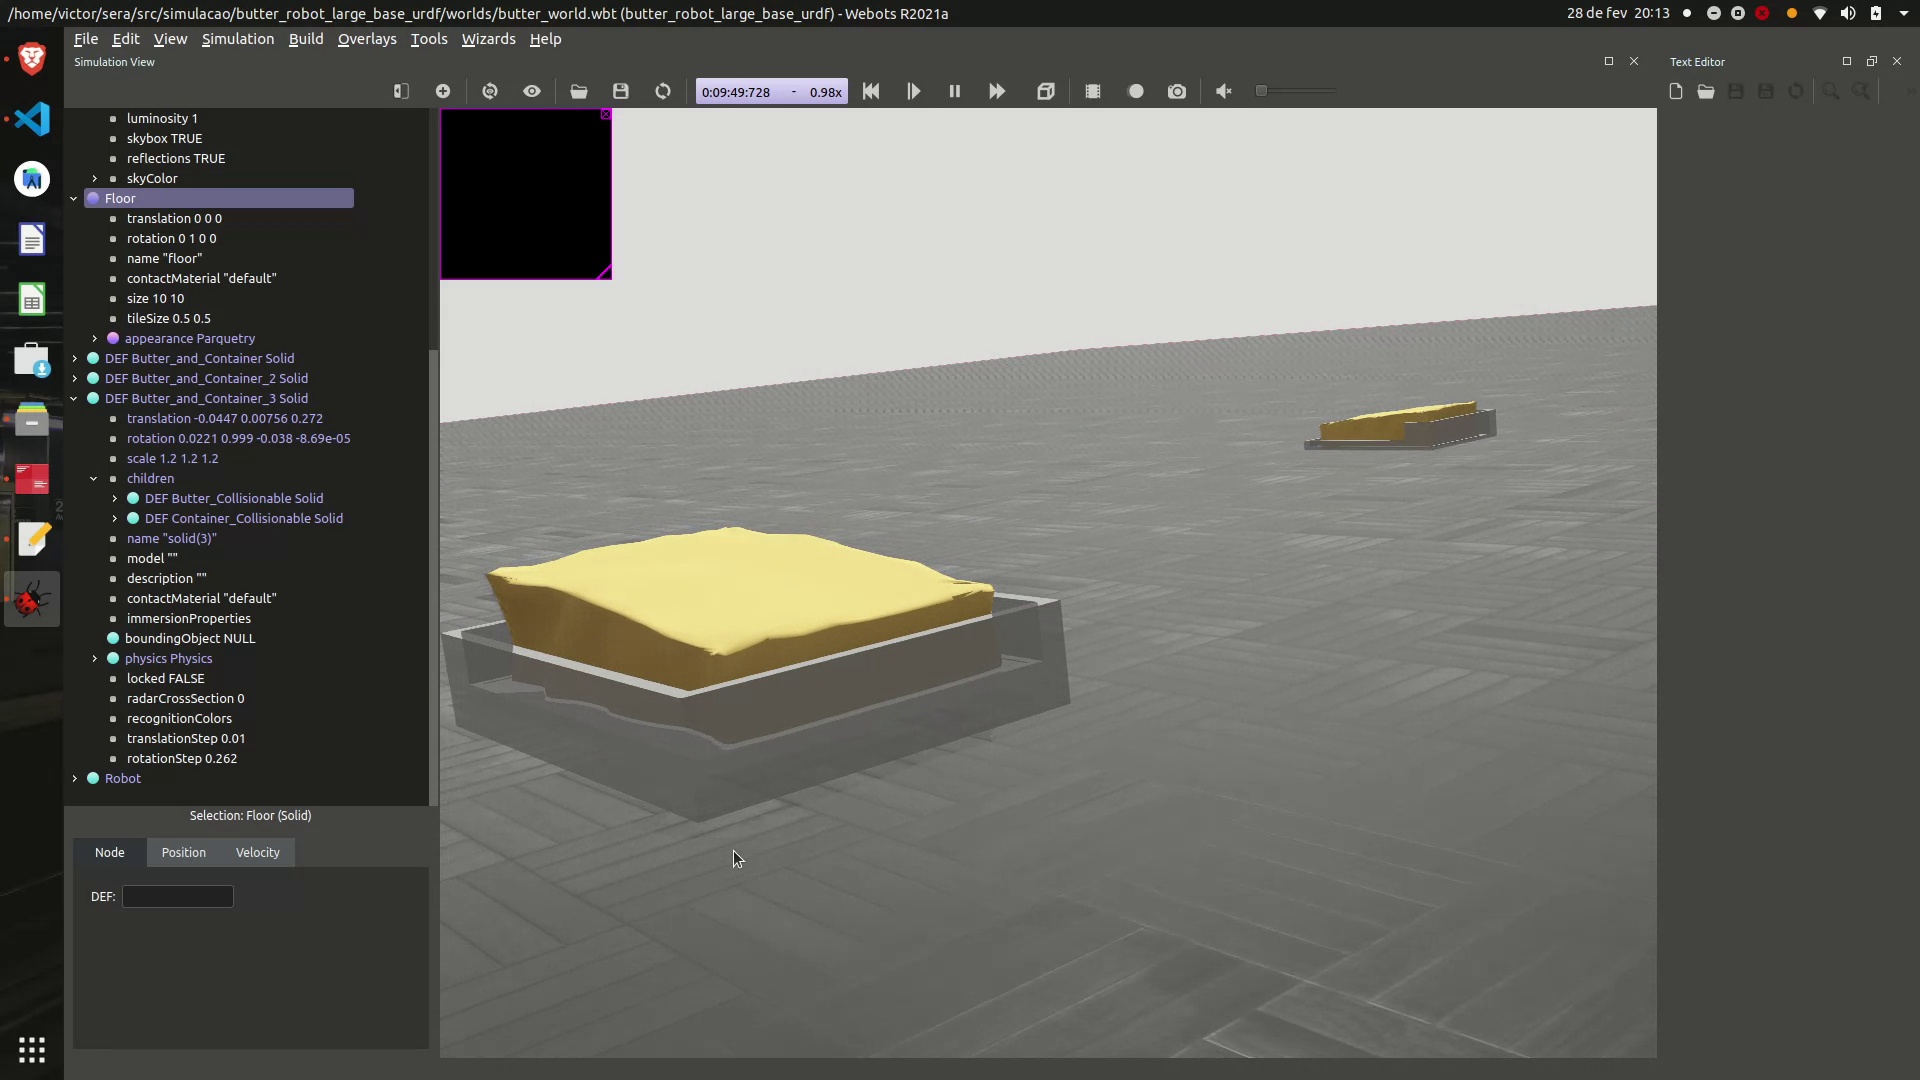 /home/victor/sera/src/simulacao/butter_robot_large_base_urdf/worlds/butter_world.wbt (butter_robot_large_base_urdf) - Webots R2021a
28 de fev 20:13
File Edit View Simulation Build Overlays Tools Wizards Help
Simulation View
Text Editor
0:09:49:728 - 0.98x
luminosity 1
skybox TRUE
reflections TRUE
skyColor
Floor
translation 0 0 0
rotation 0 1 0 0
name "floor"
contactMaterial "default"
size 10 10
tileSize 0.5 0.5
appearance Parquetry
DEF Butter_and_Container Solid
DEF Butter_and_Container_2 Solid
DEF Butter_and_Container_3 Solid
translation -0.0447 0.00756 0.272
rotation 0.0221 0.999 -0.038 -8.69e-05
scale 1.2 1.2 1.2
children
DEF Butter_Collisionable Solid
DEF Container_Collisionable Solid
name "solid(3)"
model ""
description ""
contactMaterial "default"
immersionProperties
boundingObject NULL
physics Physics
locked FALSE
radarCrossSection 0
recognitionColors
translationStep 0.01
rotationStep 0.262
Robot
Selection: Floor (Solid)
Node Position Velocity
DEF: